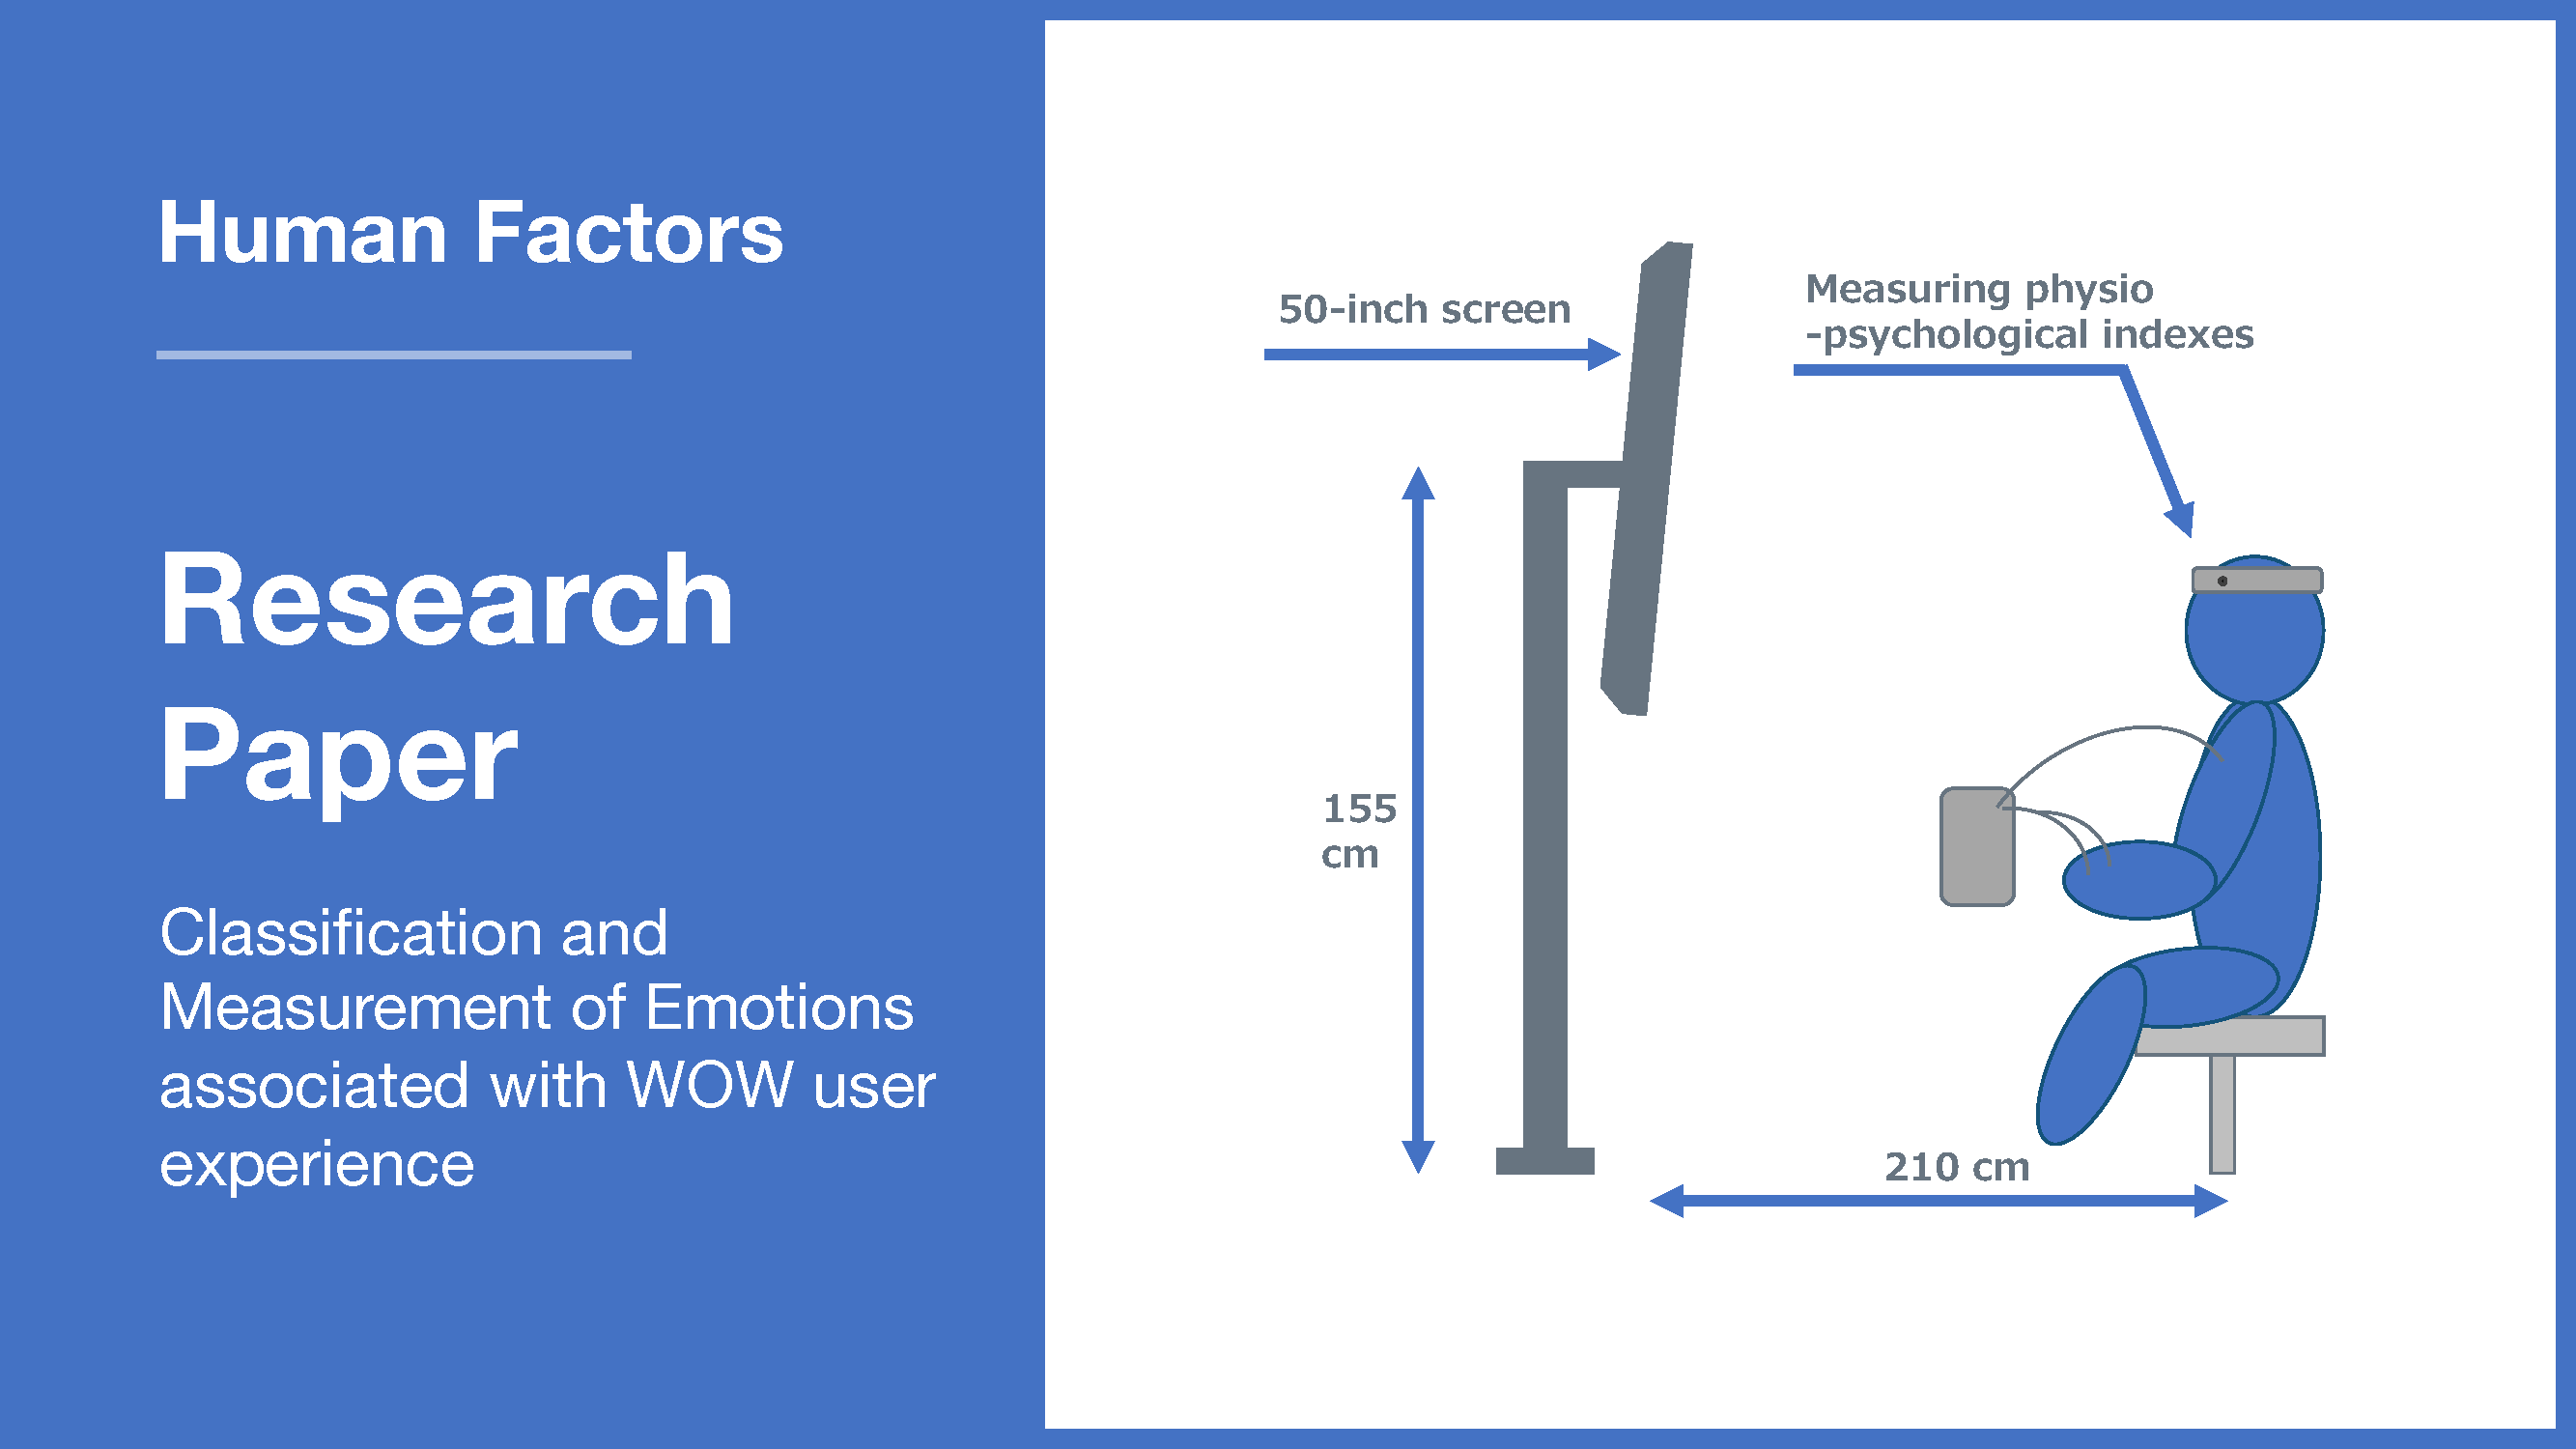 Human Factors
Research
Paper
Classification and
Measurement of Emotions
associated with WOW user
experience
50-inch screen
Measuring physio
-psychological indexes
155
cm
210 cm